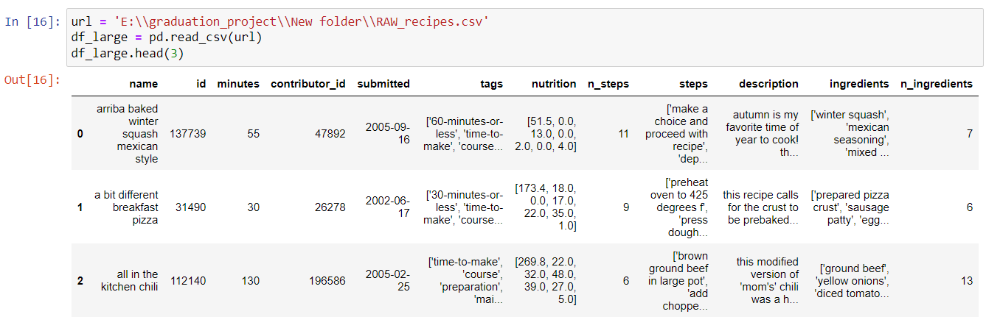 In [16]: url = 'E:\\graduation_project\\New folder\\RAW_recipes.csv'
df_large = pd.read_csv(url)
df_large.head(3)
Out[16]:
name id minutes contributor_id submitted tags nutrition n_steps steps description ingredients n_ingredients
0 arriba baked winter squash mexican style 137739 55 47892 2005-09-16 ['60-minutes-or-less', 'time-to-make', 'course... [51.5, 0.0, 13.0, 0.0, 2.0, 0.0, 4.0] 11 ['make a choice and proceed with recipe', 'dep... autumn is my favorite time of year to cook! th... ['winter squash', 'mexican seasoning', 'mixed ... 7
1 a bit different breakfast pizza 31490 30 26278 2002-06-17 ['30-minutes-or-less', 'time-to-make', 'course... [173.4, 18.0, 0.0, 17.0, 22.0, 35.0, 1.0] 9 ['preheat oven to 425 degrees f', 'press dough... this recipe calls for the crust to be prebaked... ['prepared pizza crust', 'sausage patty', 'egg... 6
2 all in the kitchen chili 112140 130 196586 2005-02-25 ['time-to-make', 'course', 'preparation', 'mai... [269.8, 22.0, 32.0, 48.0, 39.0, 27.0, 5.0] 6 ['brown ground beef in large pot', 'add choppe... this modified version of 'mom's' chili was a h... ['ground beef', 'yellow onions', 'diced tomato... 13